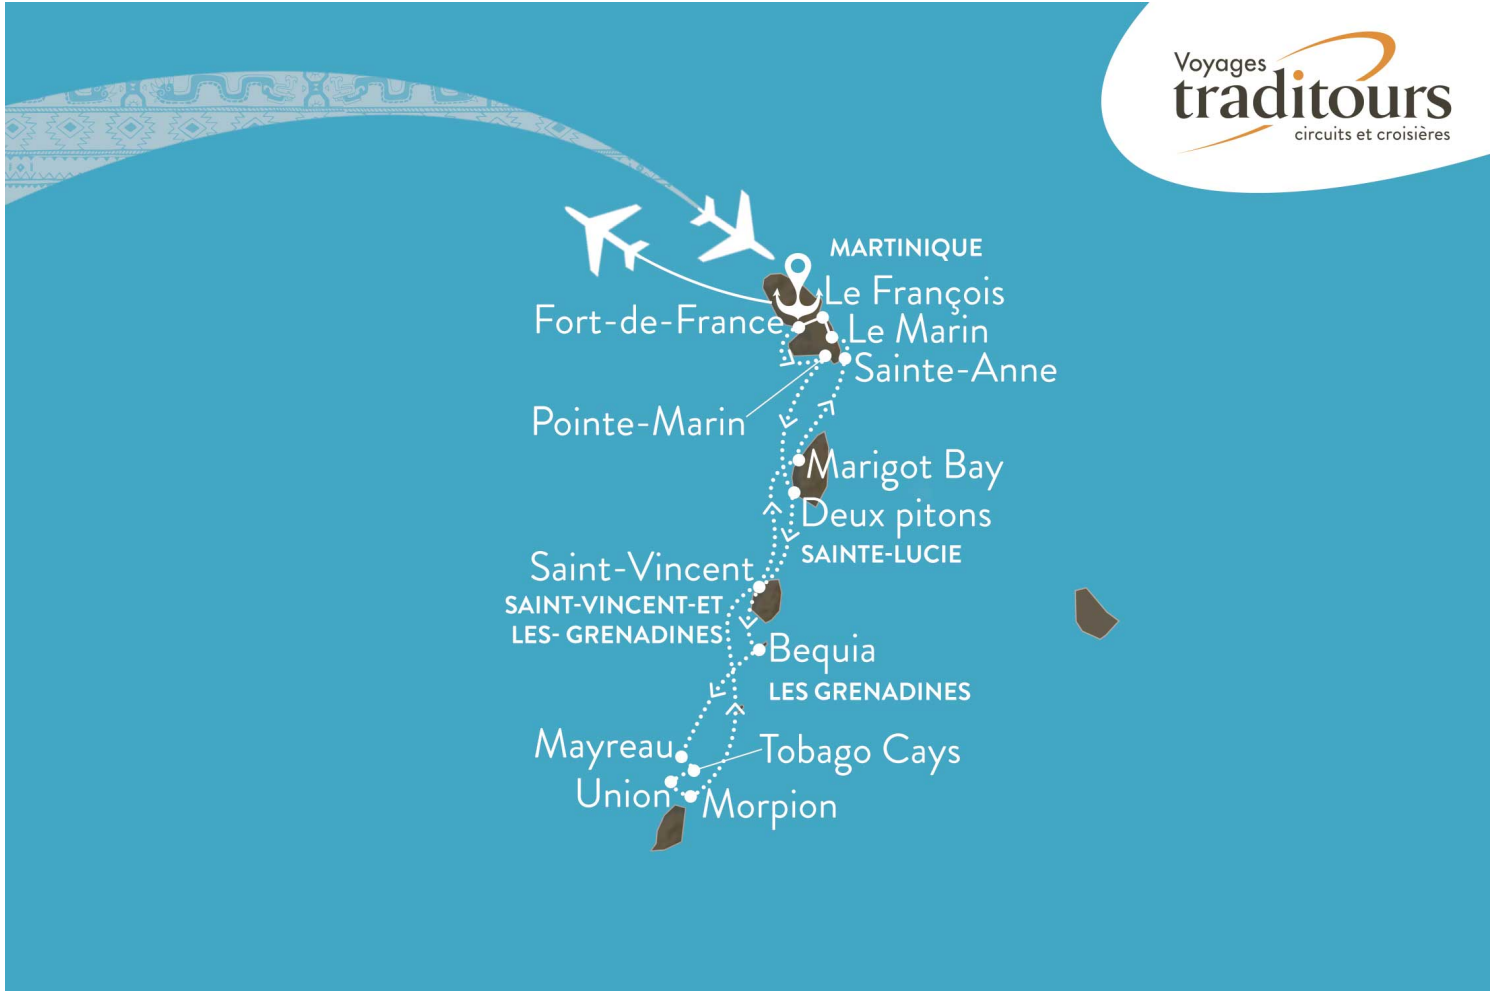 Voyages
traditours
circuits et croisières
MARTINIQUE
Le François
Fort-de-France
Le Marin
Sainte-Anne
Pointe-Marin
Marigot Bay
Deux pitons
SAINTE-LUCIE
Saint-Vincent
SAINT-VINCENT-ET
LES- GRENADINES
Bequia
LES GRENADINES
Mayreau
Tobago Cays
Union
Morpion